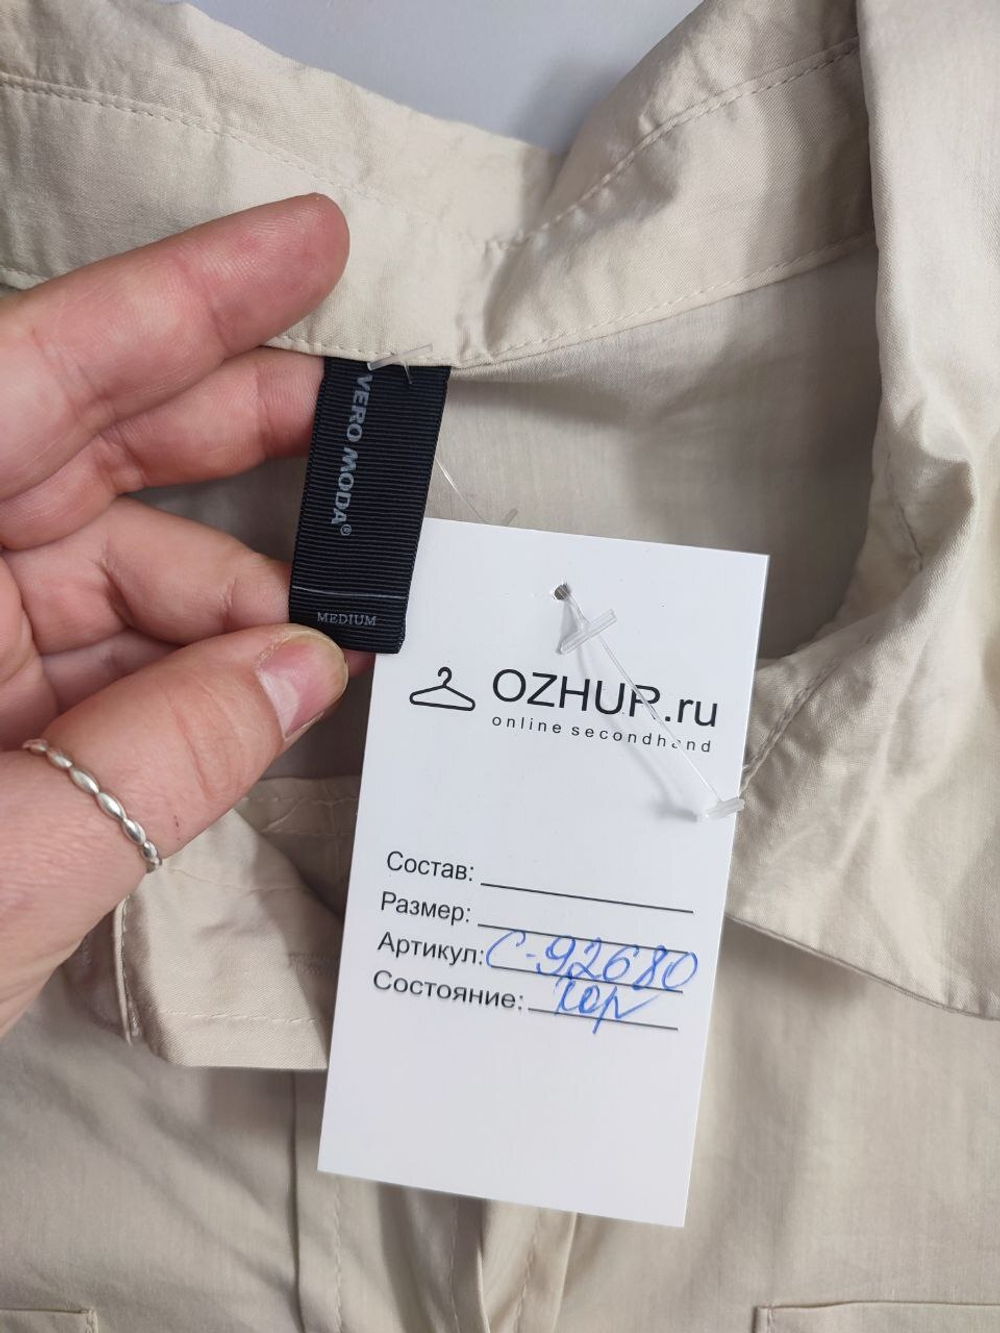 VERO MODA®
MEDIUM
OZHUR.ru
online secondhand
Состав:
Размер:
Артикул: С-92680
Состояние: хор